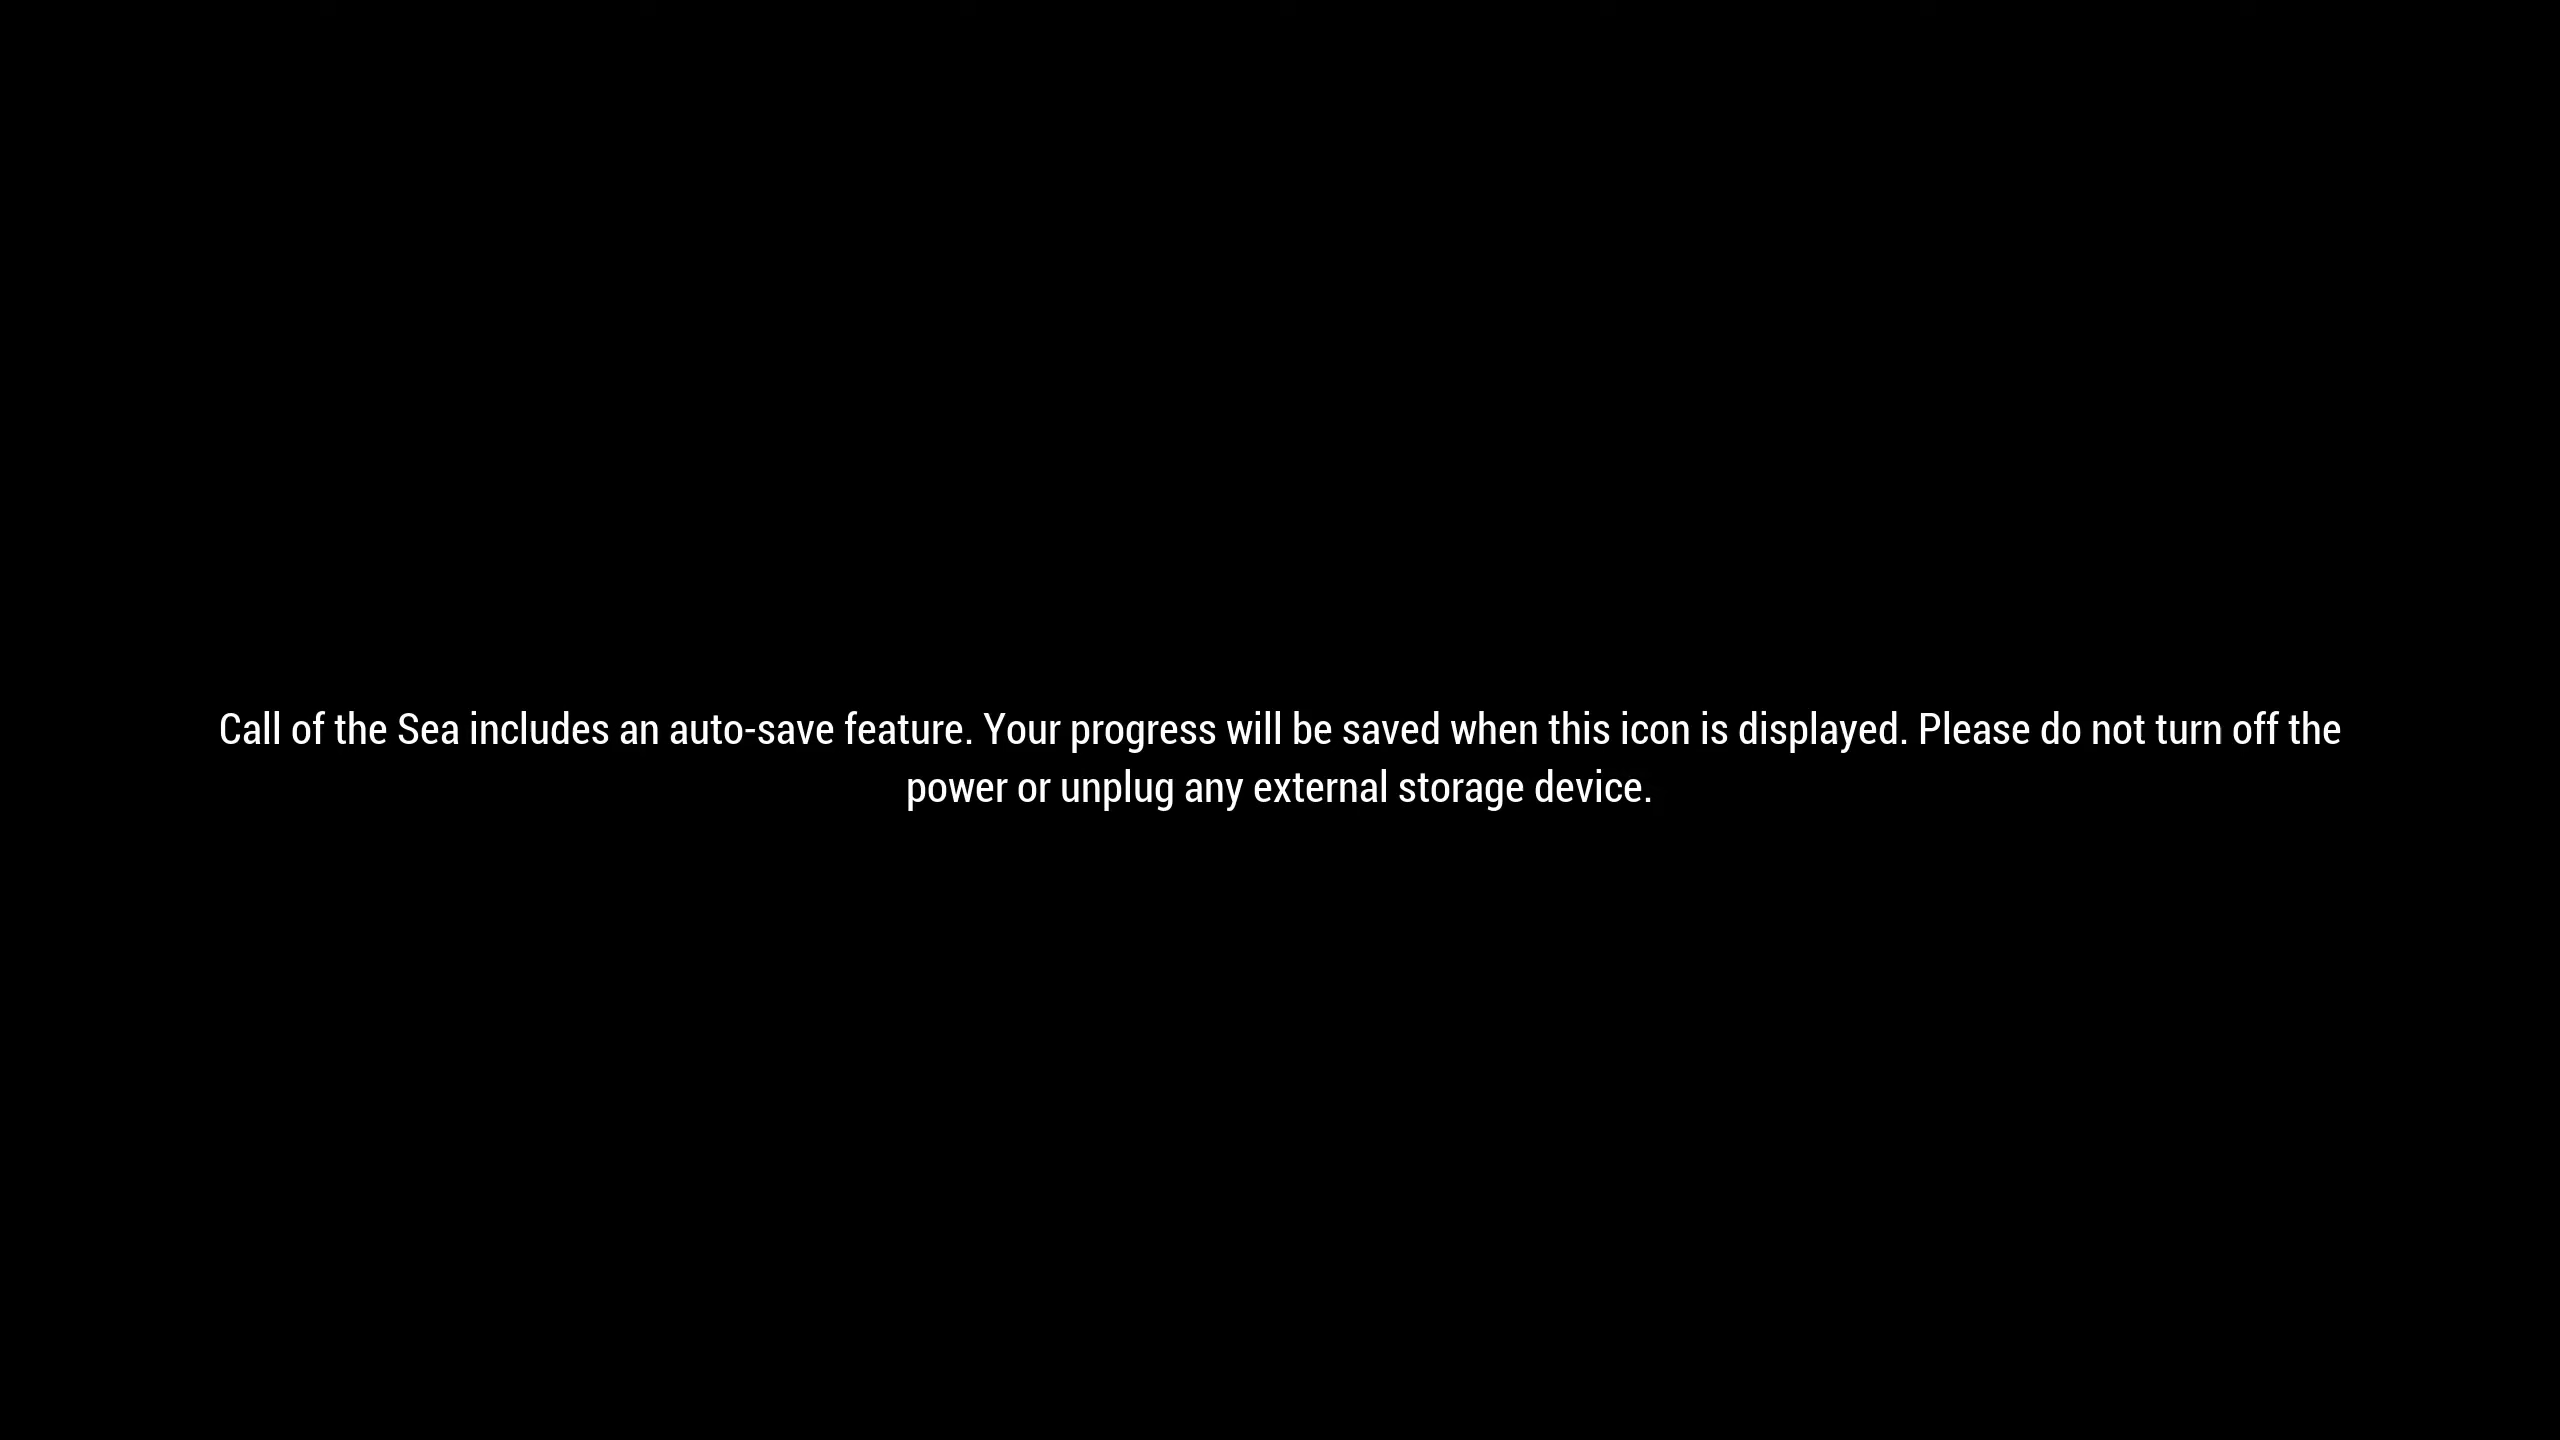 Call of the Sea includes an auto-save feature. Your progress will be saved when this icon is displayed. Please do not turn off the
power or unplug any external storage device.